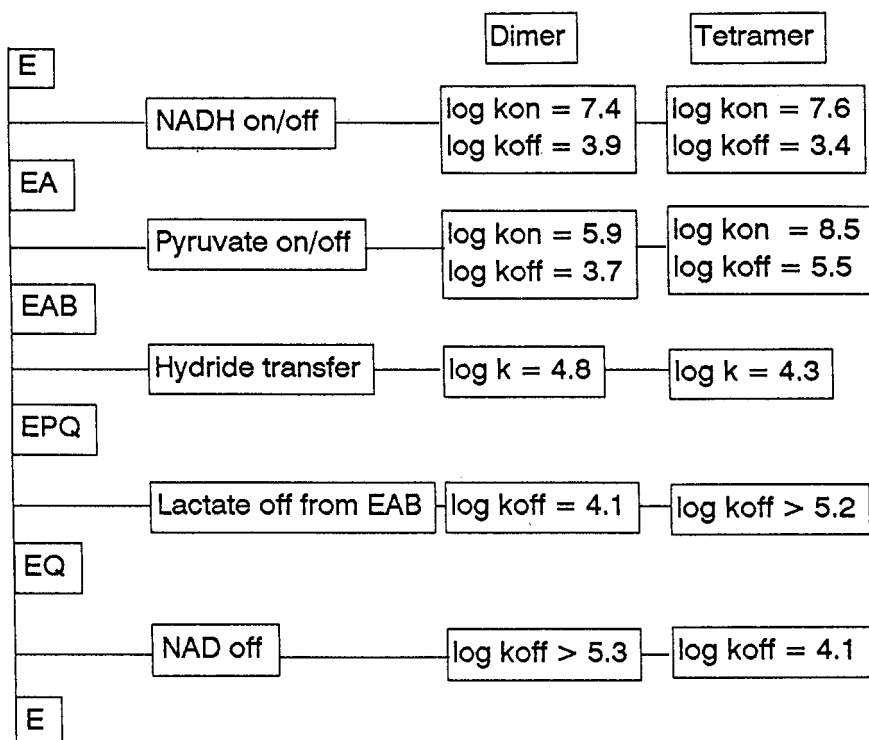 Dimer
Tetramer
E
NADH on/off
log kon = 7.4
log koff = 3.9
log kon = 7.6
log koff = 3.4
EA
Pyruvate on/off
log kon = 5.9
log koff = 3.7
log kon = 8.5
log koff = 5.5
EAB
Hydride transfer
log k = 4.8
log k = 4.3
EPQ
Lactate off from EAB
log koff = 4.1
log koff > 5.2
EQ
NAD off
log koff > 5.3
log koff = 4.1
E